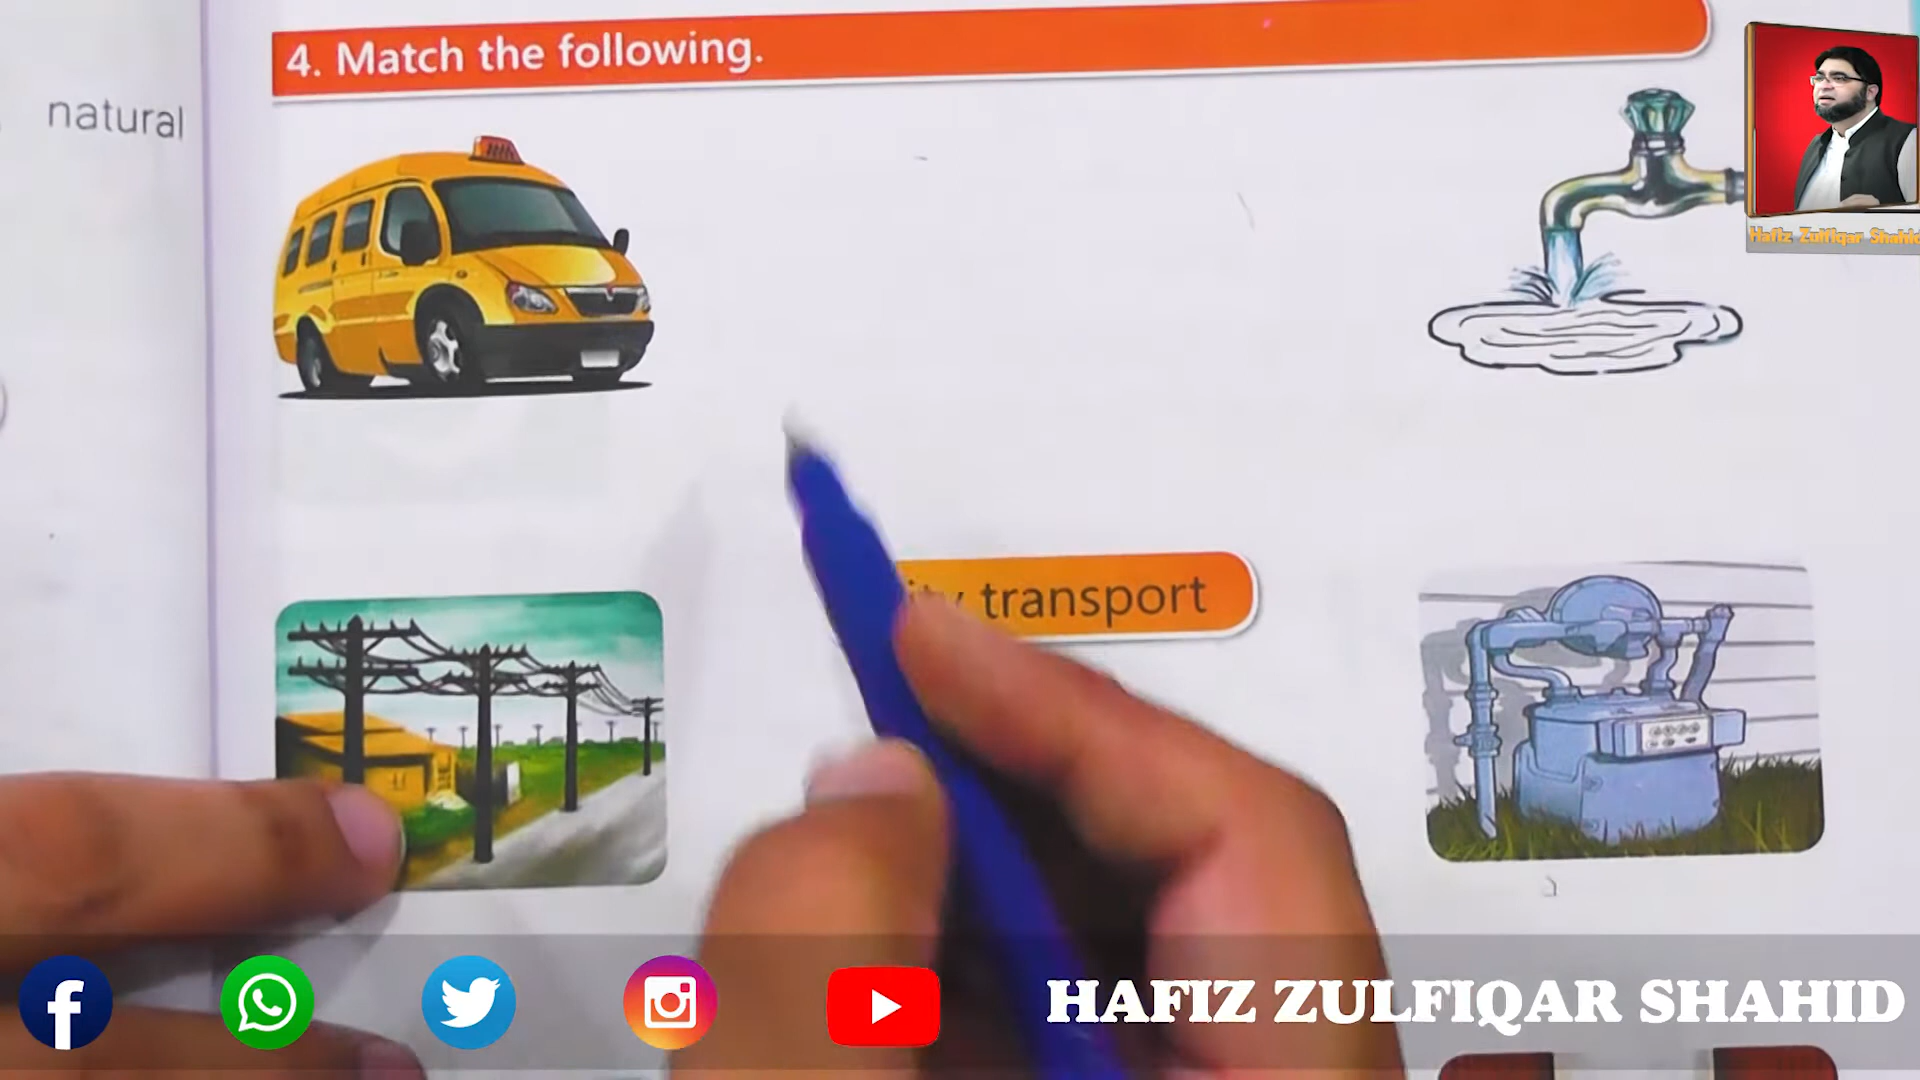 4. Match the following.
natural
Hafiz Zulfiqar Shahid
transport
HAFIZ ZULFIQAR SHAHID